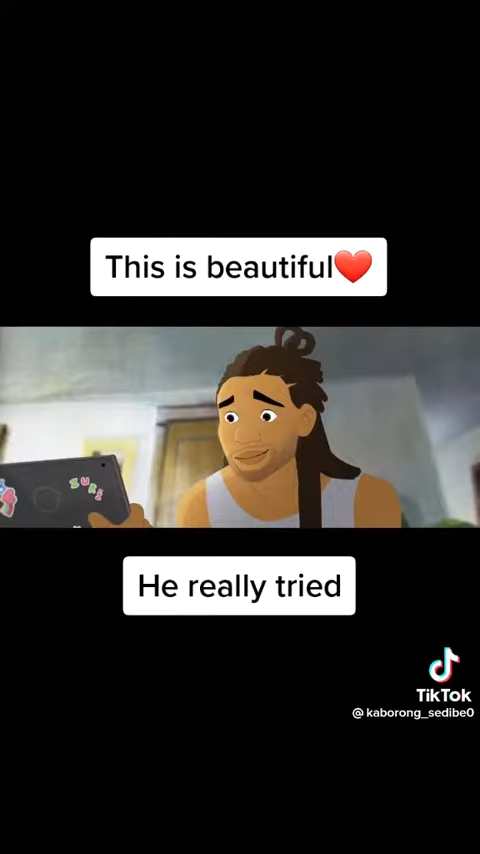 This is beautiful❤️
ZURI
He really tried
TikTok
@ kaborong_sedibe0